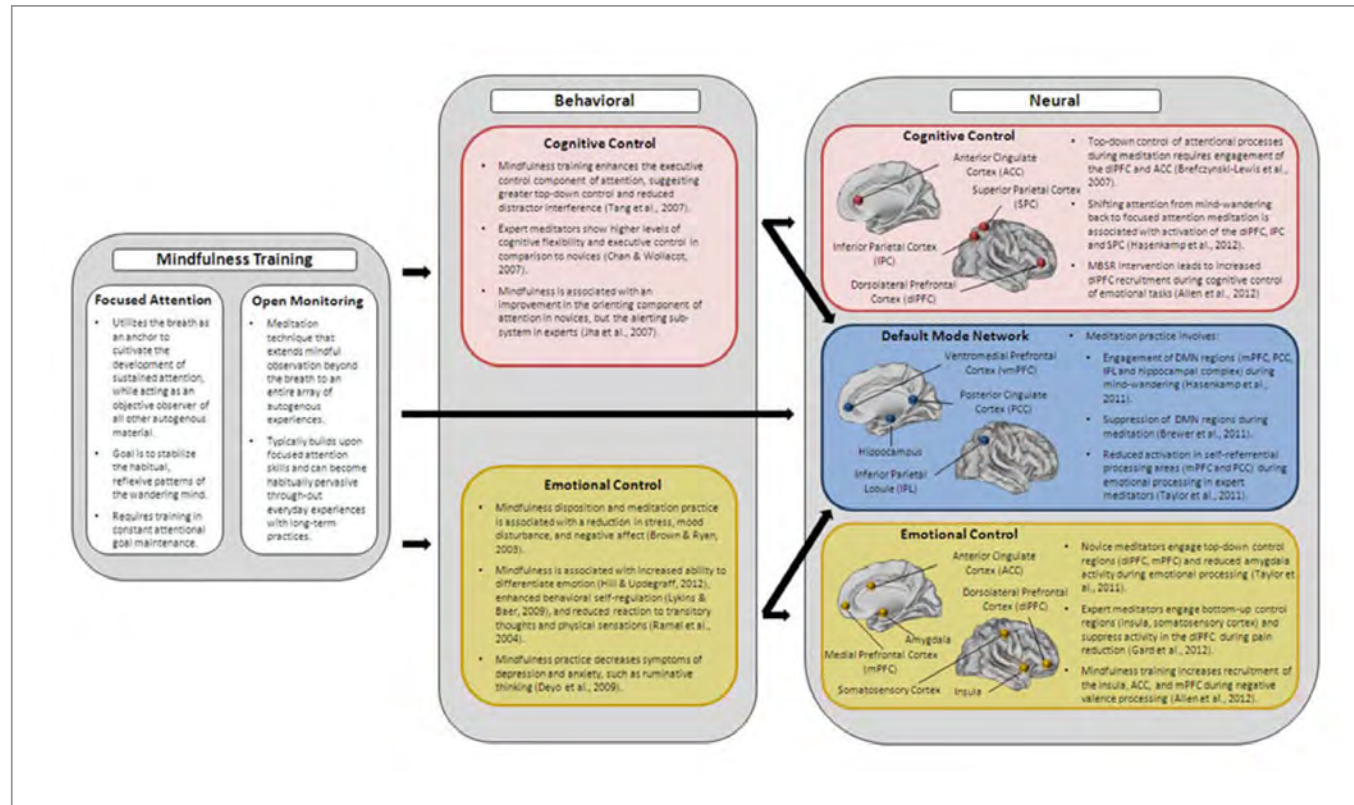 Mindfulness Training
Focused Attention
• Utilizes the breath as
an anchor to
cultivate the
development of
sustained attention,
while acting as an
objective observer of
all other autogenous
material.
• Goal is to stabilize
the habitual,
reflexive patterns of
the wandering mind.
• Requires training in
constant attentional
goal maintenance.
Open Monitoring
• Meditation
technique that
extends mindful
observation beyond
the breath to an
entire array of
autogenous
experiences.
• Typically builds upon
focused attention
skills and can become
habitually pervasive
through-out
everyday experiences
with long-term
practices.
Behavioral
Cognitive Control
• Mindfulness training enhances the executive
control component of attention, suggesting
greater top-down control and reduced
distractor interference (Tang et al., 2007).
• Expert meditators show higher levels of
cognitive flexibility and executive control in
comparison to novices (Chan & Wollacot,
2007).
• Mindfulness is associated with an
improvement in the orienting component of
attention in novices, but the alerting sub-
system in experts (Jha et al., 2007).
Emotional Control
• Mindfulness disposition and meditation practice
is associated with a reduction in stress, mood
disturbance, and negative affect (Brown & Ryan,
2003).
• Mindfulness is associated with increased ability to
differentiate emotion (Hill & Updegraff, 2012),
enhanced behavioral self-regulation (Lykins &
Baer, 2009), and reduced reaction to transitory
thoughts and physical sensations (Ramel et al.,
2004).
• Mindfulness practice decreases symptoms of
depression and anxiety, such as ruminative
thinking (Deyo et al., 2009).
Neural
Cognitive Control
Anterior Cingulate
Cortex (ACC)
Superior Parietal Cortex
(SPC)
Inferior Parietal Cortex
(IPC)
Dorsolateral Prefrontal
Cortex (dlPFC)
• Top-down control of attentional processes
during meditation requires engagement of
the dlPFC and ACC (Brefczynski-Lewis et al.,
2007).
• Shifting attention from mind-wandering
back to focused attention meditation is
associated with activation of the dlPFC, IPC
and SPC (Hasenkamp et al., 2012).
• MBSR intervention leads to increased
dlPFC recruitment during cognitive control
of emotional tasks (Allen et al., 2012)
Default Mode Network
Ventromedial Prefrontal
Cortex (vmPFC)
Posterior Cingulate
Cortex (PCC)
Hippocampus
Inferior Parietal
Lobule (IPL)
• Meditation practice involves:
• Engagement of DMN regions (mPFC, PCC,
IPL and hippocampal complex) during
mind-wandering (Hasenkamp et al.,
2011).
• Suppression of DMN regions during
meditation (Brewer et al., 2011).
• Reduced activation in self-referrential
processing areas (mPFC and PCC) during
emotional processing in expert
meditators (Taylor et al., 2011).
Emotional Control
Anterior Cingulate
Cortex (ACC)
Dorsolateral Prefrontal
Cortex (dlPFC)
Amygdala
Medial Prefrontal Cortex
(mPFC)
Somatosensory Cortex
Insula
• Novice meditators engage top-down control
regions (dlPFC, mPFC) and reduced amygdala
activity during emotional processing (Taylor et
al., 2011).
• Expert meditators engage bottom-up control
regions (insula, somatosensory cortex) and
suppress activity in the dlPFC during pain
reduction (Gard et al., 2012).
• Mindfulness training increases recruitment of
the insula, ACC, and mPFC during negative
valence processing (Allen et al., 2012).